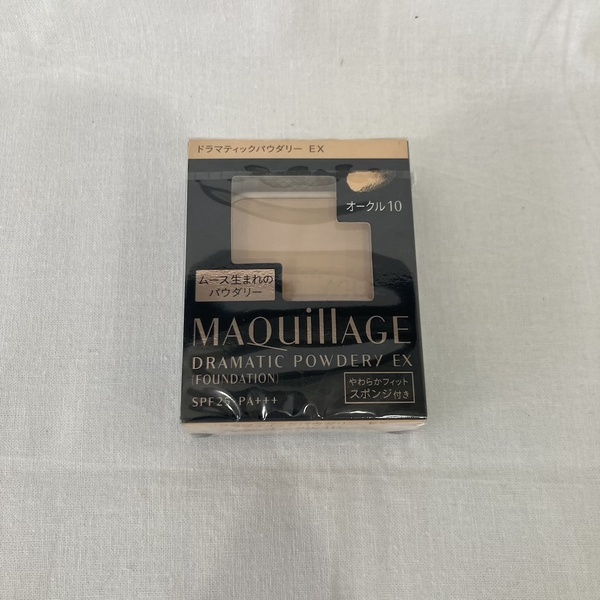 ドラマティックパウダリー EX
オークル10
ムース生まれの
パウダリー
MAQuillAGE
DRAMATIC POWDERY EX
(FOUNDATION)
SPF25 PA+++
やわらかフィット
スポンジ付き